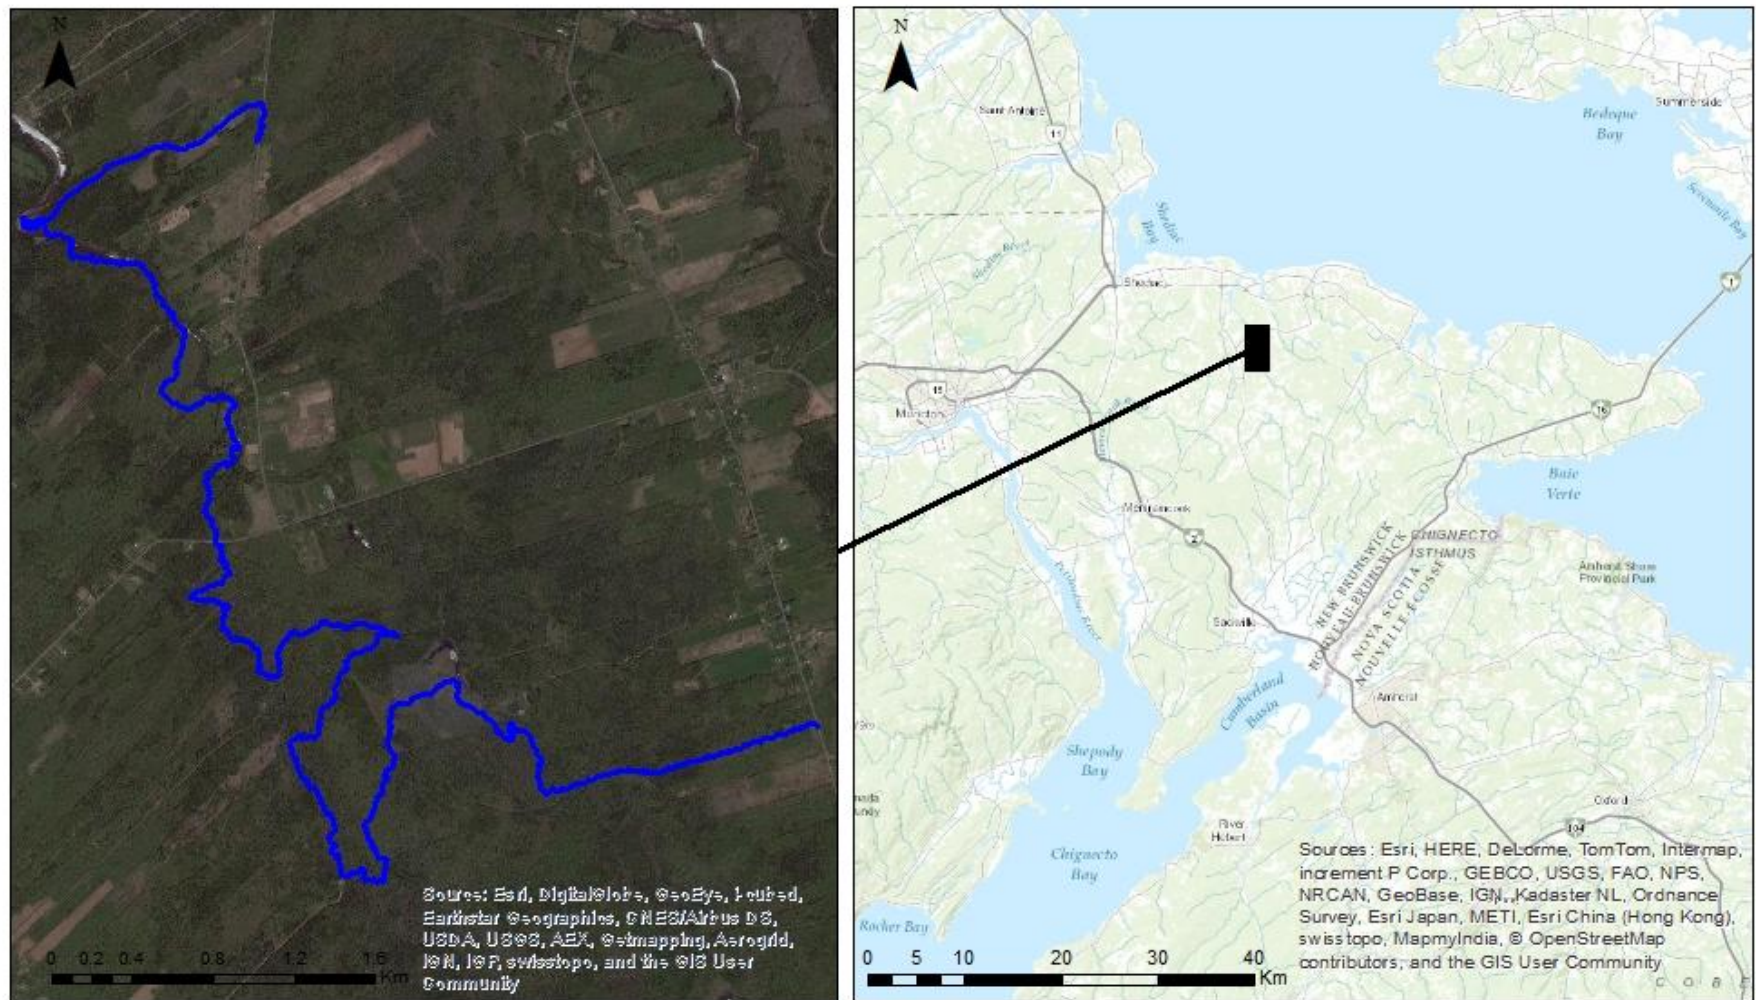 N
Source: Esri, DigitalGlobe, GeoEye, i-cubed,
Earthstar Geographics, CNES/Airbus DS,
USDA, USGS, AEX, Getmapping, Aerogrid,
IGN, IGP, swisstopo, and the GIS User
Community
0 0.2 0.4 0.8 1.2 1.6
Km
N
Saint Antoine
11
Summerside
Bedeque
Bay
Shediac
Bay
Shediac
1
15
Moncton
16
Baie
Verte
Memramcook
2
CHIGNECTO
ISTHMUS
NEW BRUNSWICK
NOUVEAU-BRUNSWICK
NOVA SCOTIA
NOUVELLE-ÉCOSSE
Amherst Shore
Provincial Park
Petitcodiac River
Sackville
Amherst
Cumberland
Basin
Shepody
Bay
Oxford
104
River
Hebert
Chignecto
Bay
Rocher Bay
Sources: Esri, HERE, DeLorme, TomTom, Intermap,
increment P Corp., GEBCO, USGS, FAO, NPS,
NRCAN, GeoBase, IGN, Kadaster NL, Ordnance
Survey, Esri Japan, METI, Esri China (Hong Kong),
swisstopo, MapmyIndia, © OpenStreetMap
contributors, and the GIS User Community
0 5 10 20 30 40
Km
C O B E